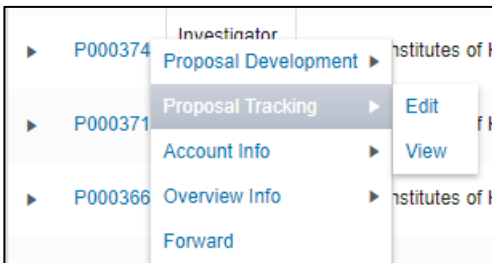 Investigator
P000374
nstitutes of
Proposal Development
Proposal Tracking
Edit
P000371
Account Info
View
P000366
Overview Info
nstitutes of
Forward